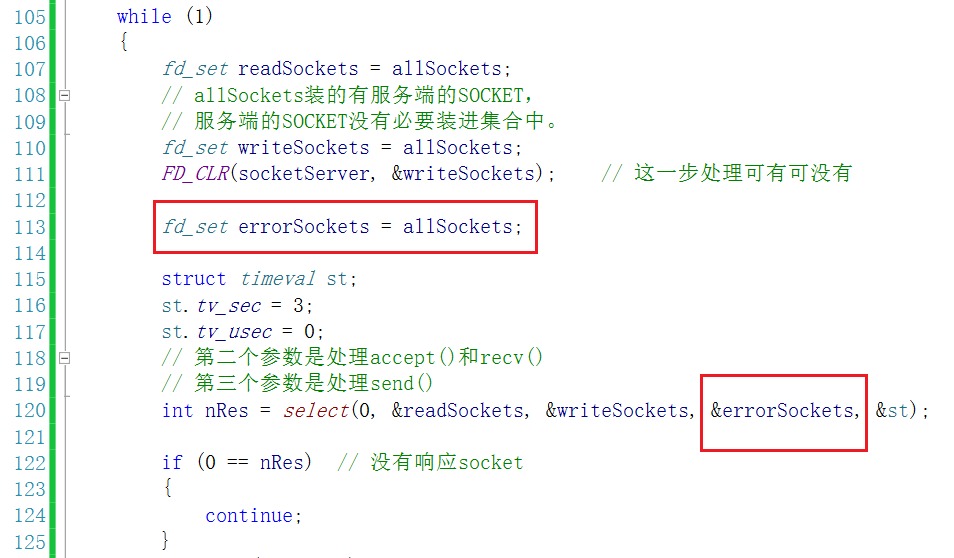 105 while (1)
106 {
107 fd_set readSockets = allSockets;
108 // allSockets装的有服务端的SOCKET,
109 // 服务端的SOCKET没有必要装进集合中。
110 fd_set writeSockets = allSockets;
111 FD_CLR(socketServer, &writeSockets); // 这一步处理可有可没有
112
113 fd_set errorSockets = allSockets;
114
115 struct timeval st;
116 st.tv_sec = 3;
117 st.tv_usec = 0;
118 // 第二个参数是处理accept()和recv()
119 // 第三个参数是处理send()
120 int nRes = select(0, &readSockets, &writeSockets, &errorSockets, &st);
121
122 if (0 == nRes) // 没有响应socket
123 {
124 continue;
125 }